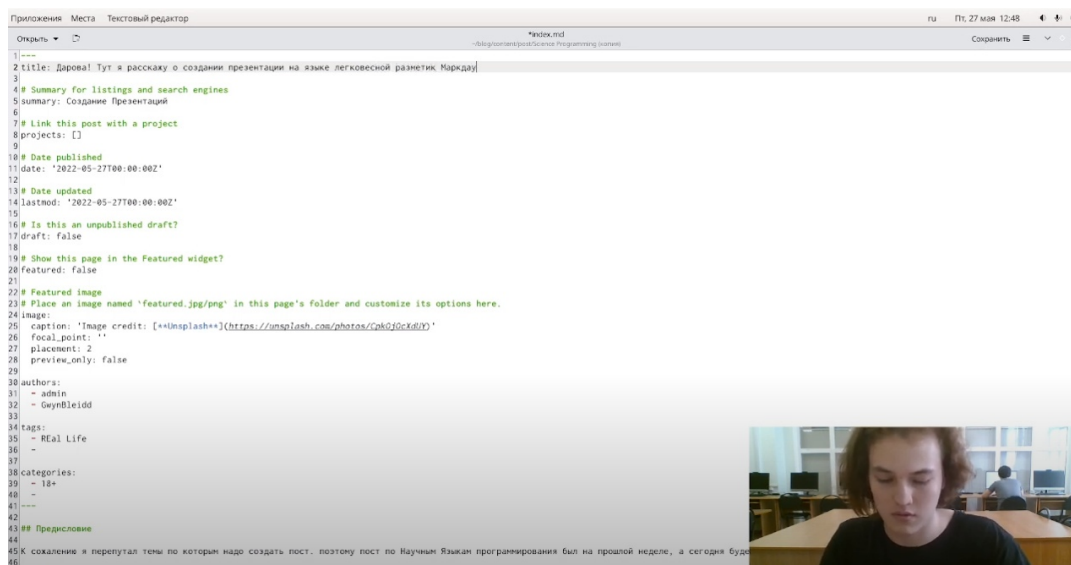 Приложения Места Текстовый редактор ru Пт, 27 мая 12:48
Открыть *index.md Сохранить
~/blog/content/post/Science Programming (копия)
1 ---
2 title: Дарова! Тут я расскажу о создании презентации на языке легковесной разметик Маркдау
3
4 # Summary for listings and search engines
5 summary: Создание Презентаций
6
7 # Link this post with a project
8 projects: []
9
10 # Date published
11 date: '2022-05-27T00:00:00Z'
12
13 # Date updated
14 lastmod: '2022-05-27T00:00:00Z'
15
16 # Is this an unpublished draft?
17 draft: false
18
19 # Show this page in the Featured widget?
20 featured: false
21
22 # Featured image
23 # Place an image named `featured.jpg/png` in this page's folder and customize its options here.
24 image:
25 caption: 'Image credit: [**Unsplash**](https://unsplash.com/photos/CpkOjOcXdUY)'
26 focal_point: ''
27 placement: 2
28 preview_only: false
29
30 authors:
31 - admin
32 - GwynBleidd
33
34 tags:
35 - REal Life
36 -
37
38 categories:
39 - 18+
40 -
41 ---
42
43 ## Предисловие
44
45 К сожалению я перепутал темы по которым надо создать пост. поэтому пост по Научным Языкам программирования был на прошлой неделе, а сегодня буде
46